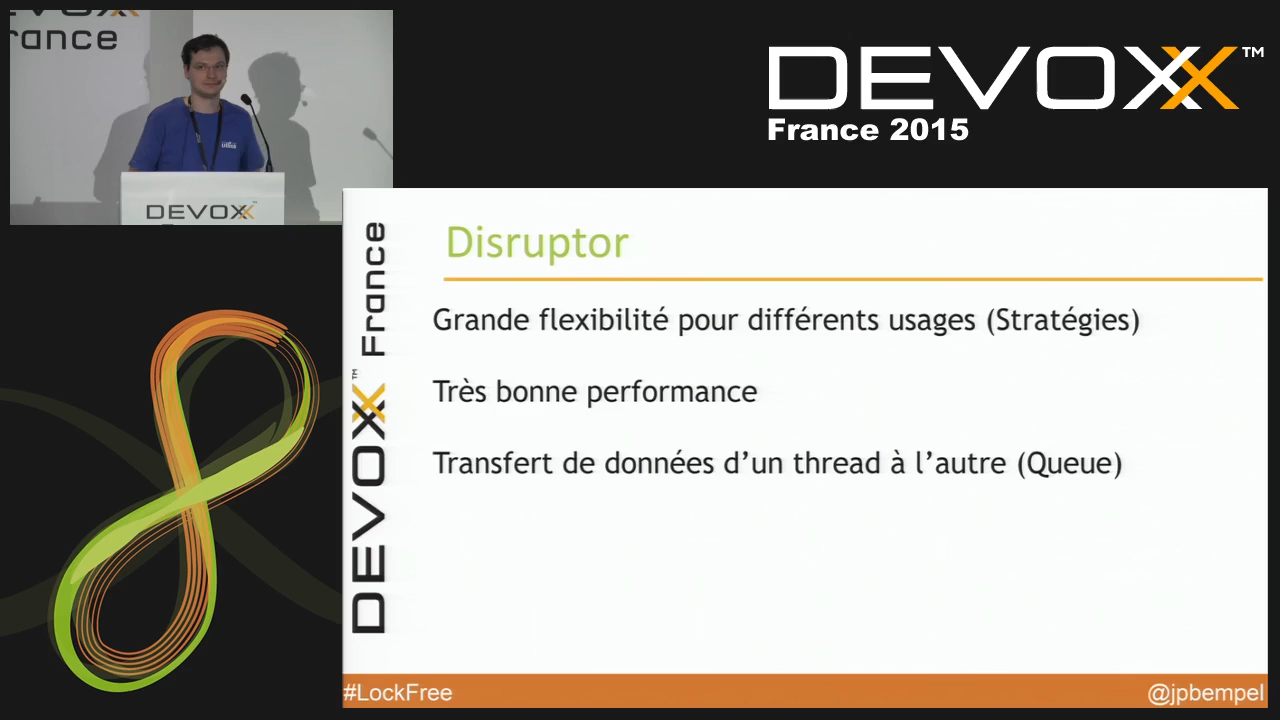 France
DEVOXX
DEVOXX™
France 2015
DEVOXX™ France
Disruptor
Grande flexibilité pour différents usages (Stratégies)
Très bonne performance
Transfert de données d’un thread à l’autre (Queue)
#LockFree
@jpbempel